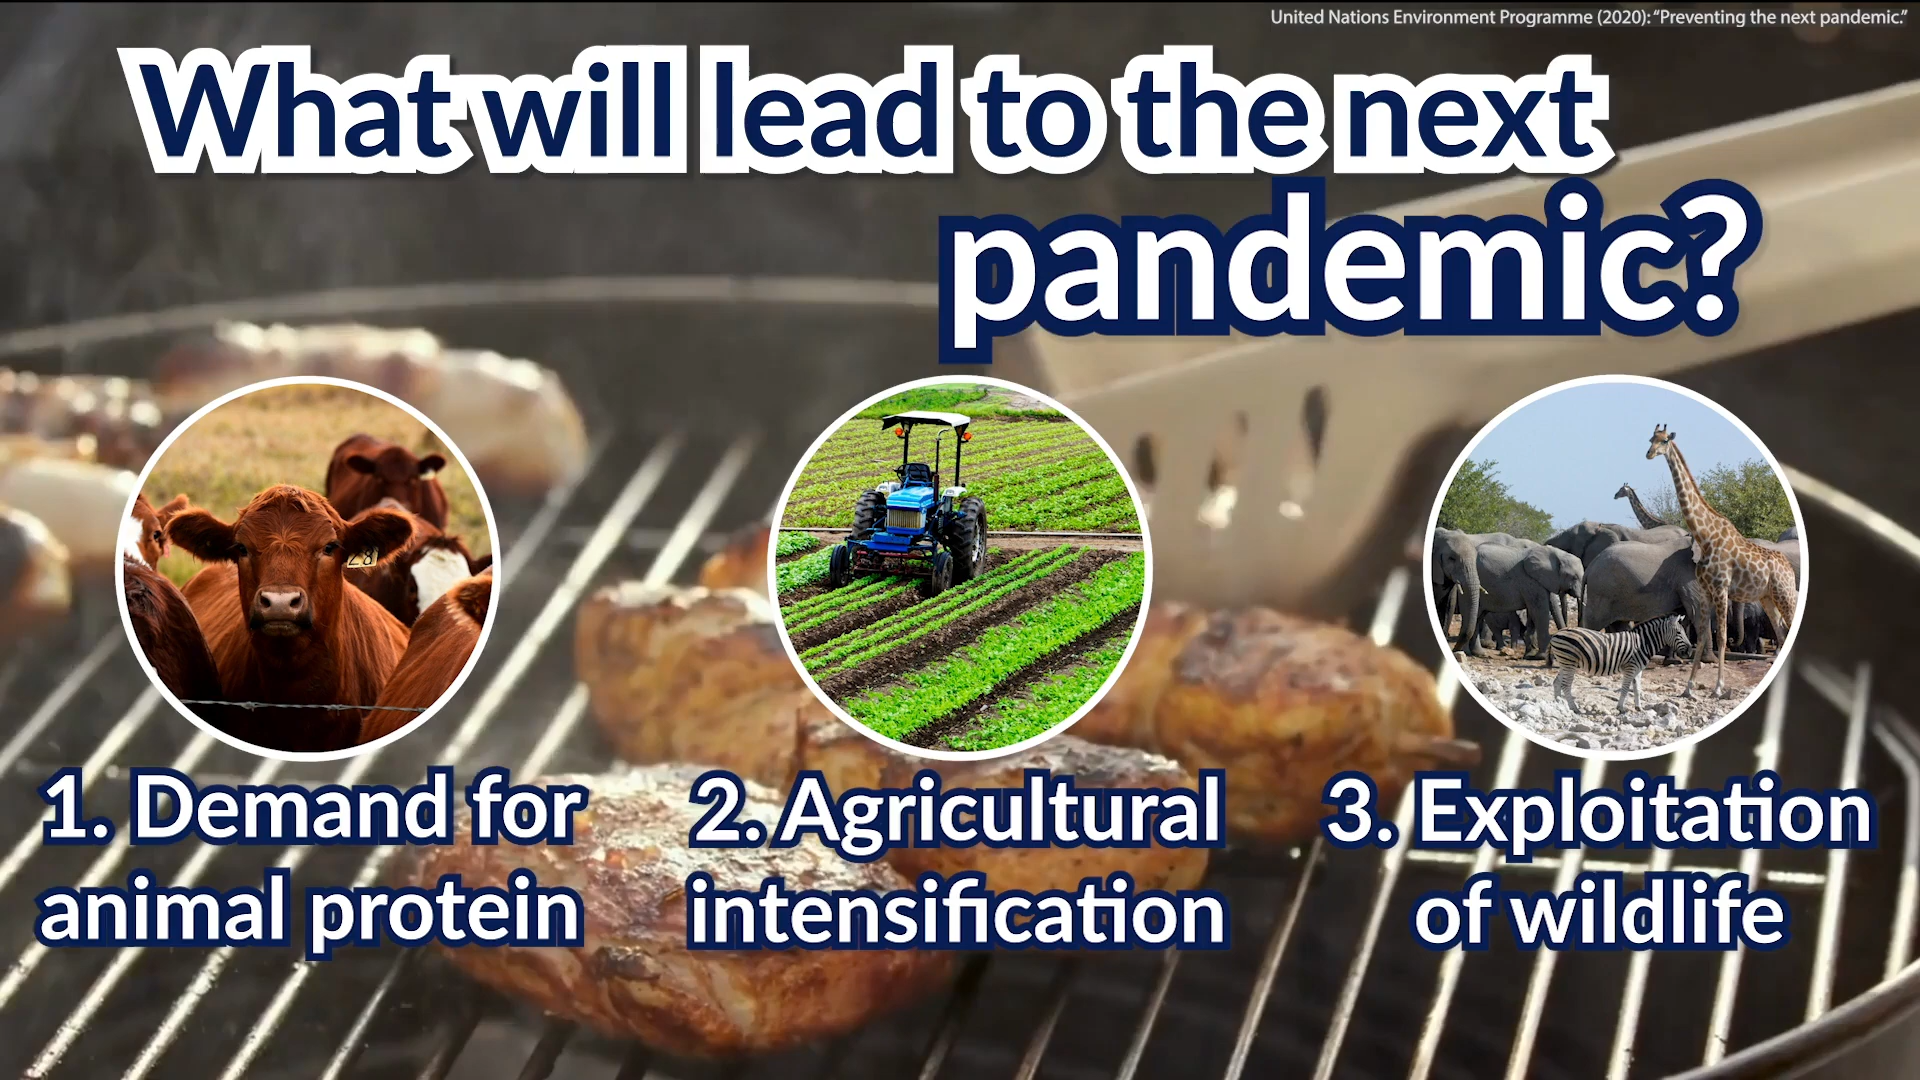 United Nations Environment Programme (2020): “Preventing the next pandemic.”
What will lead to the next
pandemic?
28
1. Demand for
animal protein
2. Agricultural
intensification
3. Exploitation
of wildlife